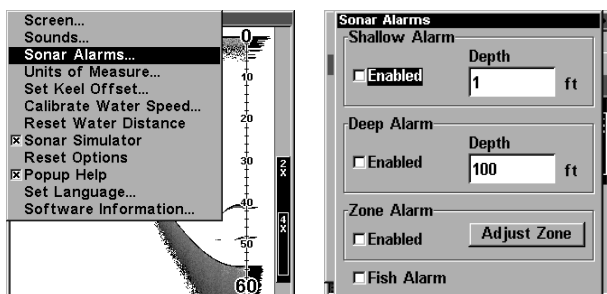 Screen...
Sounds...
Sonar Alarms...
Units of Measure...
Set Keel Offset...
Calibrate Water Speed...
Reset Water Distance
Sonar Simulator
Reset Options
Popup Help
Set Language...
Software Information...
0
10
20
30
40
50
60
2x
4x
Sonar Alarms
Shallow Alarm
Depth
Enabled
1 ft
Deep Alarm
Depth
Enabled
100 ft
Zone Alarm
Enabled
Adjust Zone
Fish Alarm